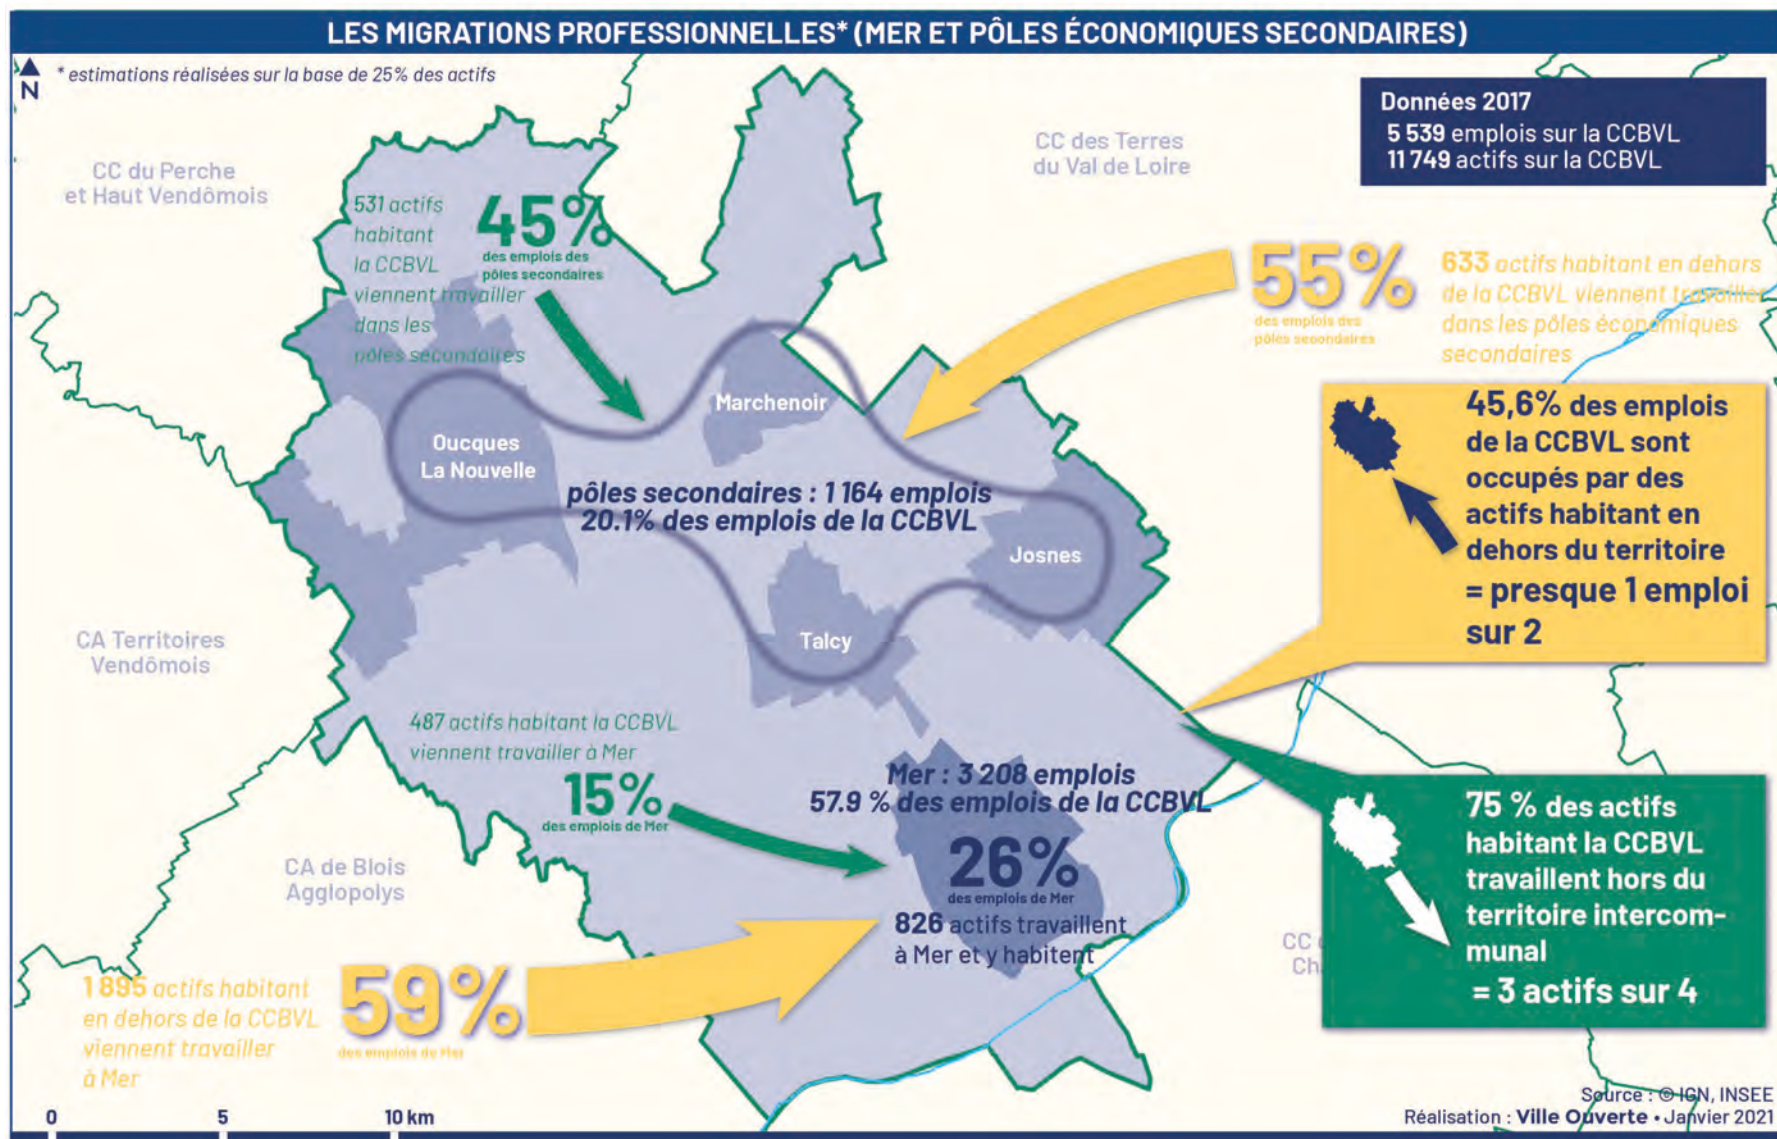 LES MIGRATIONS PROFESSIONNELLES* (MER ET PÔLES ÉCONOMIQUES SECONDAIRES)
N
* estimations réalisées sur la base de 25% des actifs
Données 2017
5 539 emplois sur la CCBVL
11 749 actifs sur la CCBVL
CC du Perche
et Haut Vendômois
CC des Terres
du Val de Loire
531 actifs
habitant
la CCBVL
viennent travailler
dans les
pôles secondaires
45%
des emplois des
pôles secondaires
55%
des emplois des
pôles secondaires
633 actifs habitant en dehors
de la CCBVL viennent travailler
dans les pôles économiques
secondaires
Marchenoir
Oucques
La Nouvelle
pôles secondaires : 1 164 emplois
20.1% des emplois de la CCBVL
Josnes
Talcy
45,6% des emplois
de la CCBVL sont
occupés par des
actifs habitant en
dehors du territoire
= presque 1 emploi
sur 2
CA Territoires
Vendômois
487 actifs habitant la CCBVL
viennent travailler à Mer
15%
des emplois de Mer
Mer : 3 208 emplois
57.9 % des emplois de la CCBVL
26%
des emplois de Mer
826 actifs travaillent
à Mer et y habitent
75 % des actifs
habitant la CCBVL
travaillent hors du
territoire intercom-
munal
= 3 actifs sur 4
CA de Blois
Agglopolys
CC
Ch
1 895 actifs habitant
en dehors de la CCBVL
viennent travailler
à Mer
59%
des emplois de Mer
0 5 10 km
Source : © IGN, INSEE
Réalisation : Ville Ouverte • Janvier 2021